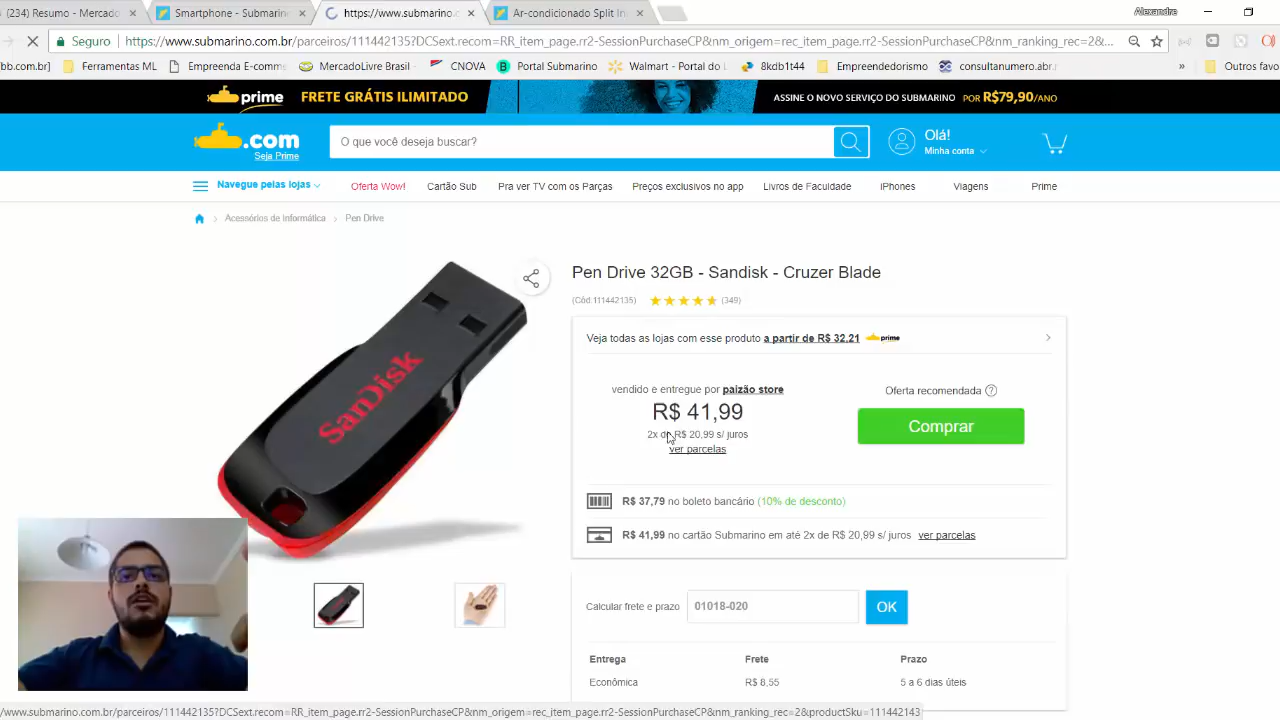 (234) Resumo - Mercado
Smartphone - Submarin
https://www.submarino.c
Ar-condicionado Split In
Alexandre
Seguro
https://www.submarino.com.br/parceiros/111442135?DCSext.recom=RR_item_page.rr2-SessionPurchaseCP&nm_origem=rec_item_page.rr2-SessionPurchaseCP&nm_ranking_rec=2&...
bb.com.br]
Ferramentas ML
Empreenda E-comm
MercadoLivre Brasil
CNOVA
Portal Submarino
Walmart - Portal do L
8kdb1t44
Empreendedorismo
consultanumero.abr.r
»
Outros favo
prime FRETE GRÁTIS ILIMITADO
ASSINE O NOVO SERVIÇO DO SUBMARINO POR R$79,90/ANO
.com
Seja Prime
O que você deseja buscar?
Olá!
Minha conta
Navegue pelas lojas
Oferta Wow!
Cartão Sub
Pra ver TV com os Parças
Preços exclusivos no app
Livros de Faculdade
iPhones
Viagens
Prime
Acessórios de Informática > Pen Drive
SanDisk
Pen Drive 32GB - Sandisk - Cruzer Blade
(Cód.111442135) (349)
Veja todas as lojas com esse produto a partir de R$ 32,21 prime
vendido e entregue por paizão store
R$ 41,99
2x de R$ 20,99 s/ juros
ver parcelas
Oferta recomendada ?
Comprar
R$ 37,79 no boleto bancário (10% de desconto)
R$ 41,99 no cartão Submarino em até 2x de R$ 20,99 s/ juros ver parcelas
Calcular frete e prazo 01018-020 OK
Entrega Frete Prazo
Econômica R$ 8,55 5 a 6 dias úteis
/www.submarino.com.br/parceiros/111442135?DCSext.recom=RR_item_page.rr2-SessionPurchaseCP&nm_origem=rec_item_page.rr2-SessionPurchaseCP&nm_ranking_rec=2&productSku=111442143